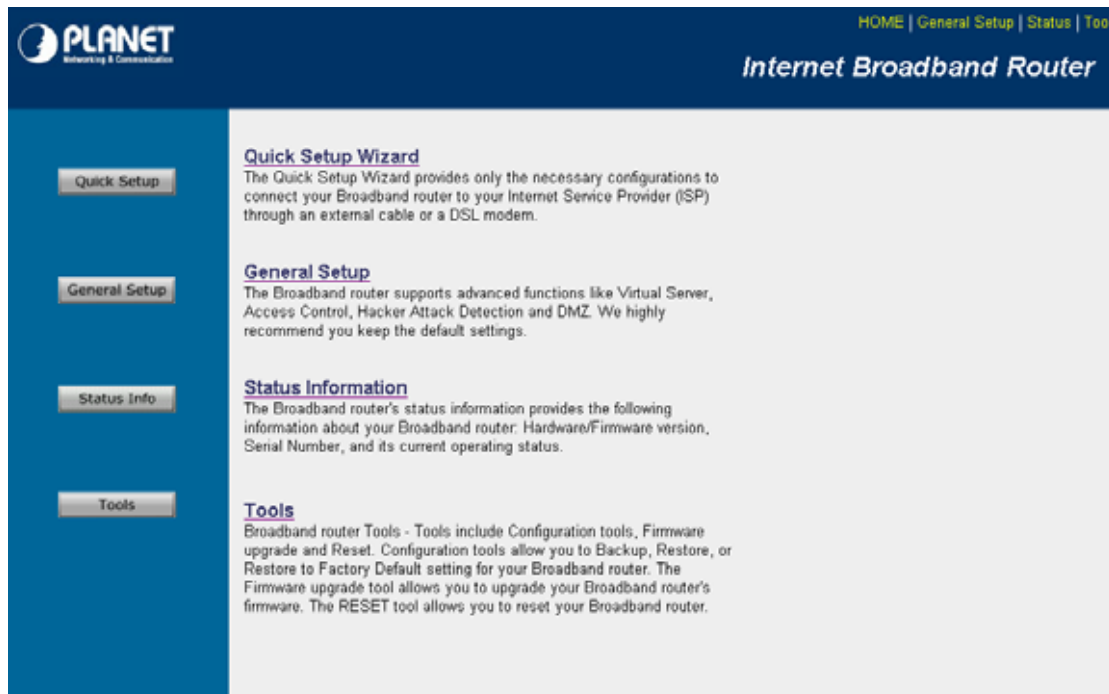 PLANET
Networking & Communication
HOME | General Setup | Status |
Internet Broadband Router
Quick Setup
Quick Setup Wizard
The Quick Setup Wizard provides only the necessary configurations to
connect your Broadband router to your Internet Service Provider (ISP)
through an external cable or a DSL modem.
General Setup
General Setup
The Broadband router supports advanced functions like Virtual Server,
Access Control, Hacker Attack Detection and DMZ. We highly
recommend you keep the default settings.
Status Info
Status Information
The Broadband router's status information provides the following
information about your Broadband router: Hardware/Firmware version,
Serial Number, and its current operating status.
Tools
Tools
Broadband router Tools - Tools include Configuration tools, Firmware
upgrade and Reset. Configuration tools allow you to Backup, Restore, or
Restore to Factory Default setting for your Broadband router. The
Firmware upgrade tool allows you to upgrade your Broadband router's
firmware. The RESET tool allows you to reset your Broadband router.